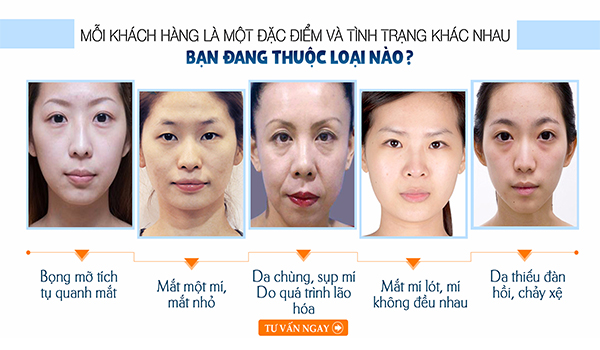 MỖI KHÁCH HÀNG LÀ MỘT ĐẶC ĐIỂM VÀ TÌNH TRẠNG KHÁC NHAU
BẠN ĐANG THUỘC LOẠI NÀO?
Bọng mỡ tích
tụ quanh mắt
Mắt một mí,
mắt nhỏ
Da chùng, sụp mí
Do quá trình lão
hóa
Mắt mí lót, mí
không đều nhau
Da thiếu đàn
hồi, chảy xệ
TƯ VẤN NGAY